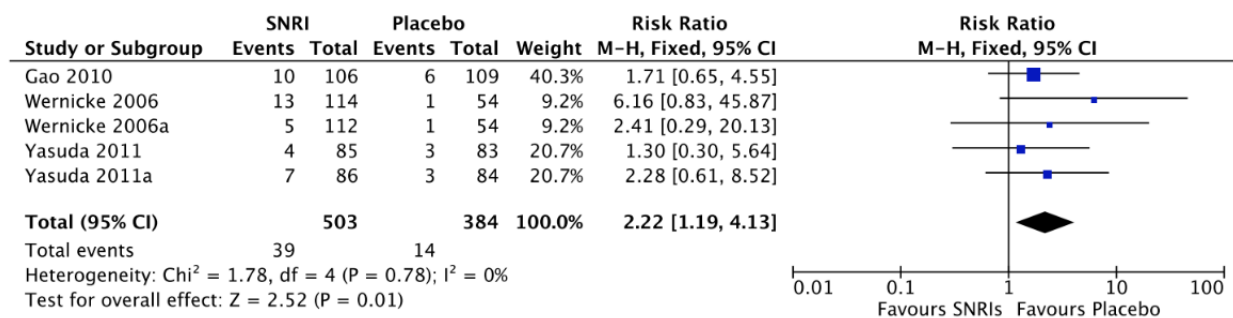 SNRI Placebo Risk Ratio Risk Ratio
Study or Subgroup Events Total Events Total Weight M-H, Fixed, 95% CI M-H, Fixed, 95% CI
Gao 2010 10 106 6 109 40.3% 1.71 [0.65, 4.55]
Wernicke 2006 13 114 1 54 9.2% 6.16 [0.83, 45.87]
Wernicke 2006a 5 112 1 54 9.2% 2.41 [0.29, 20.13]
Yasuda 2011 4 85 3 83 20.7% 1.30 [0.30, 5.64]
Yasuda 2011a 7 86 3 84 20.7% 2.28 [0.61, 8.52]
Total (95% CI) 503 384 100.0% 2.22 [1.19, 4.13]
Total events 39 14
Heterogeneity: Chi² = 1.78, df = 4 (P = 0.78); I² = 0%
Test for overall effect: Z = 2.52 (P = 0.01)
0.01 0.1 1 10 100
Favours SNRIs Favours Placebo